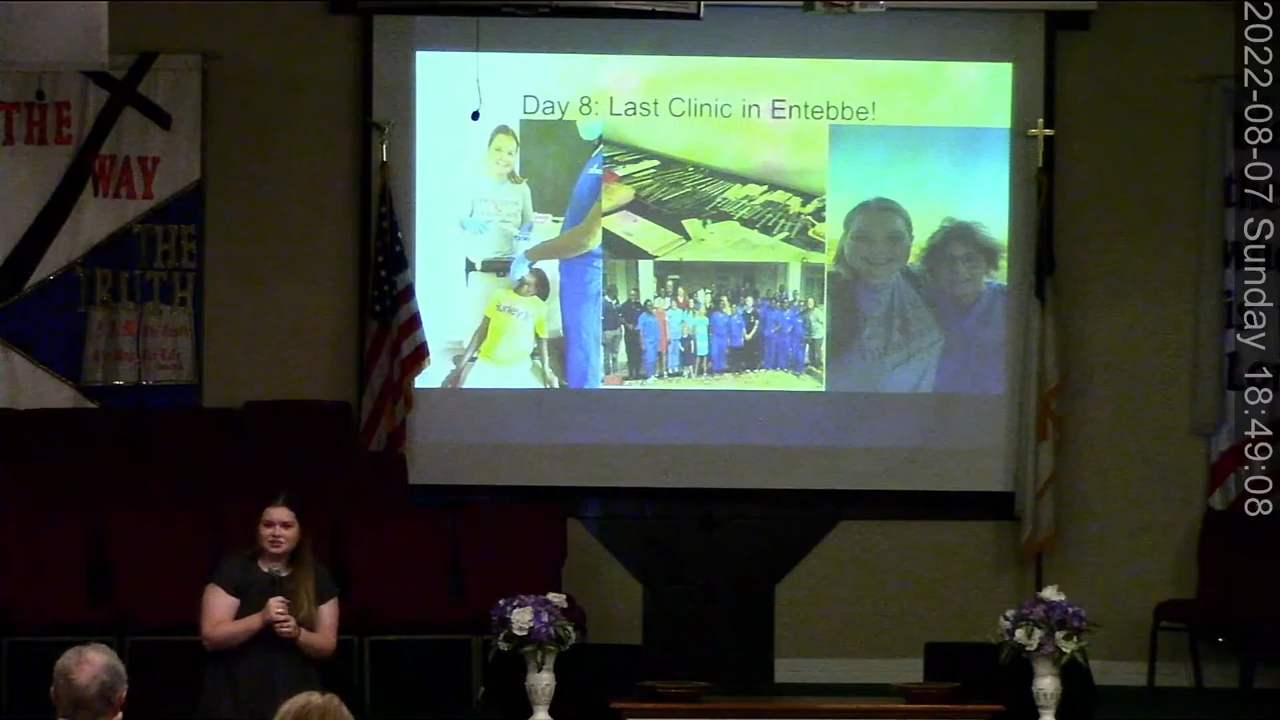 THE
WAY
THE
TRUTH
Day 8: Last Clinic in Entebbe!
2022-08-07 Sunday 18:49:08